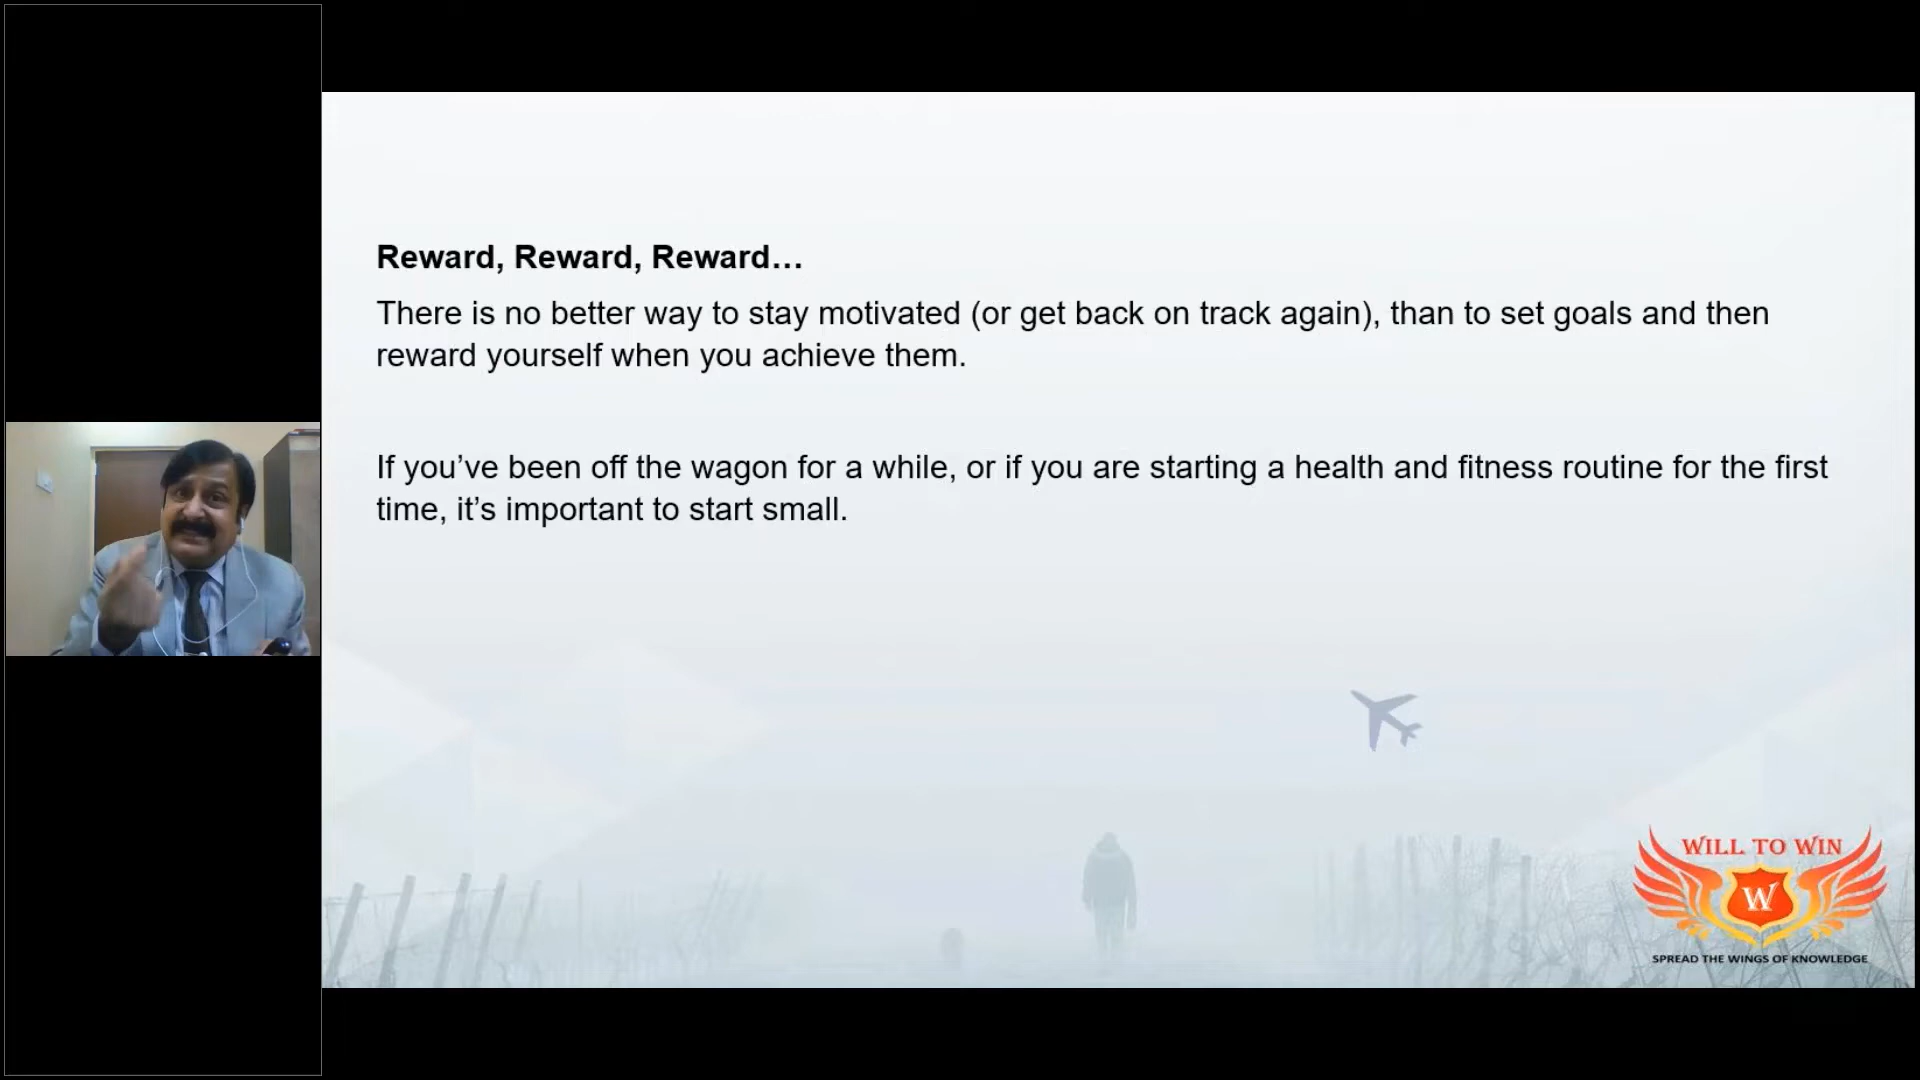 Reward, Reward, Reward…
There is no better way to stay motivated (or get back on track again), than to set goals and then
reward yourself when you achieve them.
If you’ve been off the wagon for a while, or if you are starting a health and fitness routine for the first
time, it’s important to start small.
WILL TO WIN
W
SPREAD THE WINGS OF KNOWLEDGE